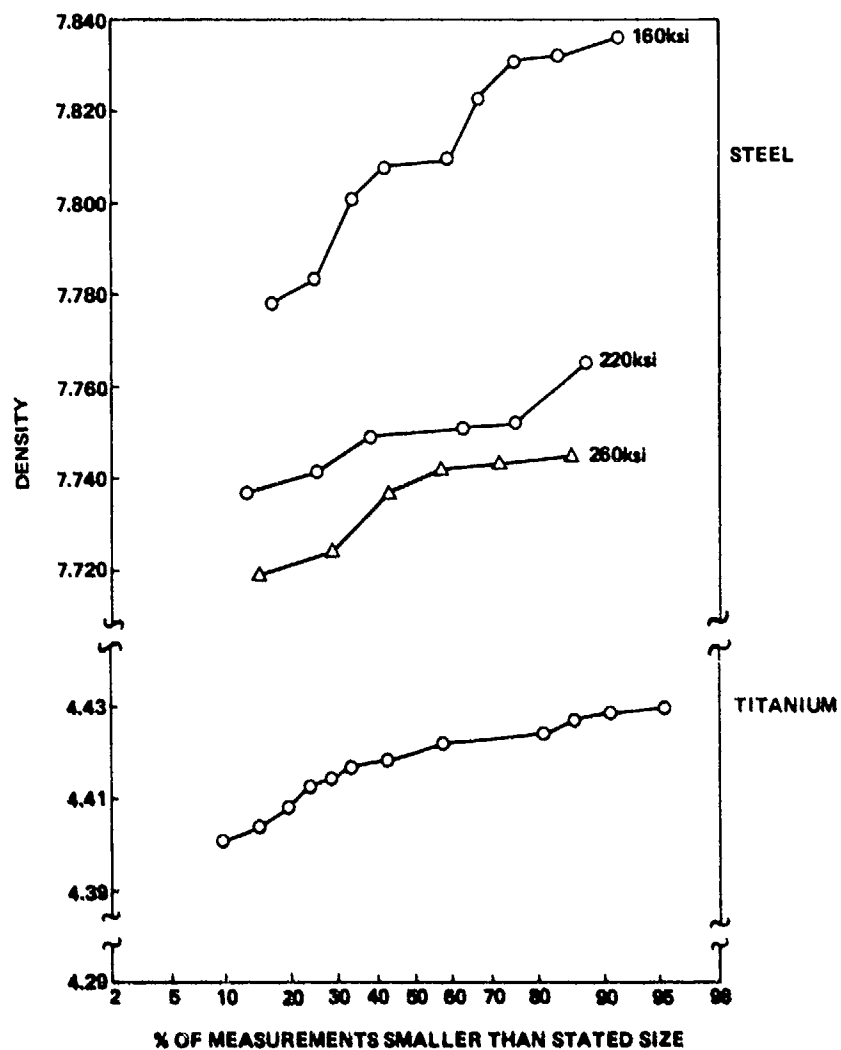 7.840
160ksi
7.820
STEEL
7.800
7.780
7.760
220ksi
DENSITY
7.740
260ksi
7.720
4.43
TITANIUM
4.41
4.39
4.29
2 5 10 20 30 40 50 60 70 80 90 95 98
% OF MEASUREMENTS SMALLER THAN STATED SIZE